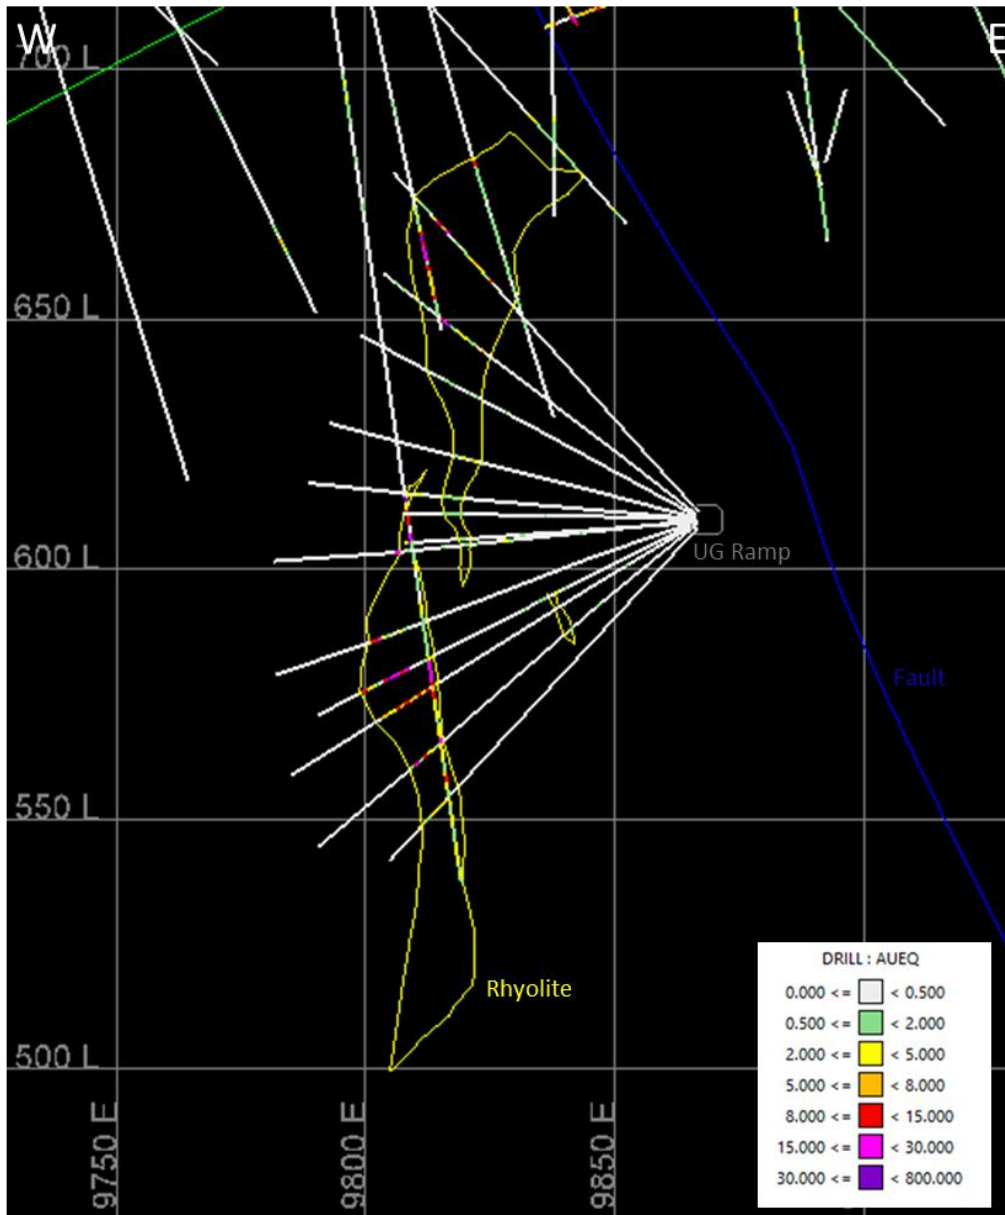 W
E
700 L
650 L
UG Ramp
600 L
Fault
550 L
Rhyolite
500 L
9750 E
9800 E
9850 E
DRILL : AUEQ
0.000 <= < 0.500
0.500 <= < 2.000
2.000 <= < 5.000
5.000 <= < 8.000
8.000 <= < 15.000
15.000 <= < 30.000
30.000 <= < 800.000